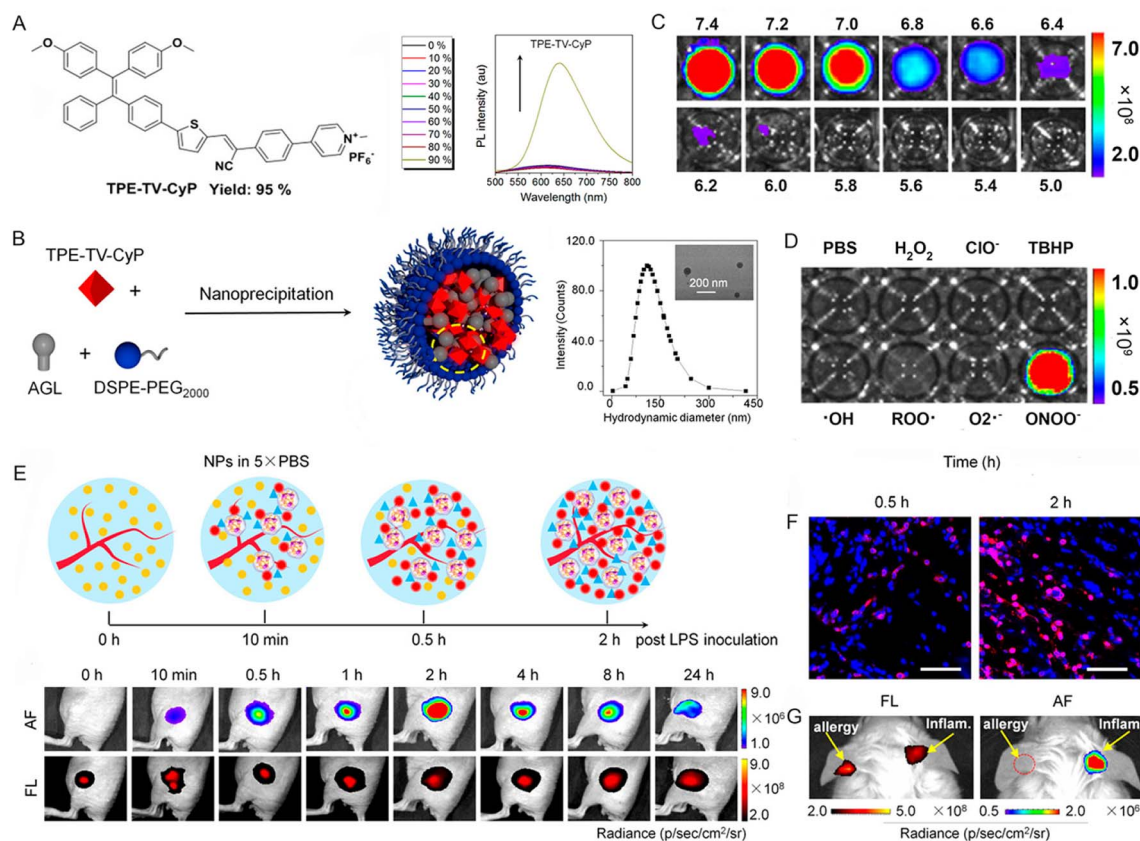 A
O
O
S
N+
PF6-
CN
TPE-TV-CyP Yield: 95 %
0 %
10 %
20 %
30 %
40 %
50 %
60 %
70 %
80 %
90 %
TPE-TV-CyP
PL intensity (au)
500 550 600 650 700 750 800
Wavelength (nm)
B
TPE-TV-CyP
+
AGL
+
DSPE-PEG2000
Nanoprecipitation
120.0
90.0
60.0
30.0
0.0
Intensity (Counts)
200 nm
0 150 300 450
Hydrodynamic diameter (nm)
C
7.4 7.2 7.0 6.8 6.6 6.4
6.2 6.0 5.8 5.6 5.4 5.0
7.0
×10⁸
2.0
D
PBS H2O2 ClO- TBHP
·OH ROO· O2·- ONOO-
1.0
×10⁹
0.5
E
NPs in 5×PBS
0 h 10 min 0.5 h 2 h post LPS inoculation
0 h 10 min 0.5 h 1 h 2 h 4 h 8 h 24 h
AF
9.0
×10⁶
1.0
FL
9.0
×10⁸
2.0
Radiance (p/sec/cm²/sr)
Time (h)
F
0.5 h 2 h
G
FL AF
allergy Inflam. allergy Inflam.
2.0 5.0 ×10⁸ 0.5 2.0 ×10⁶
Radiance (p/sec/cm²/sr)